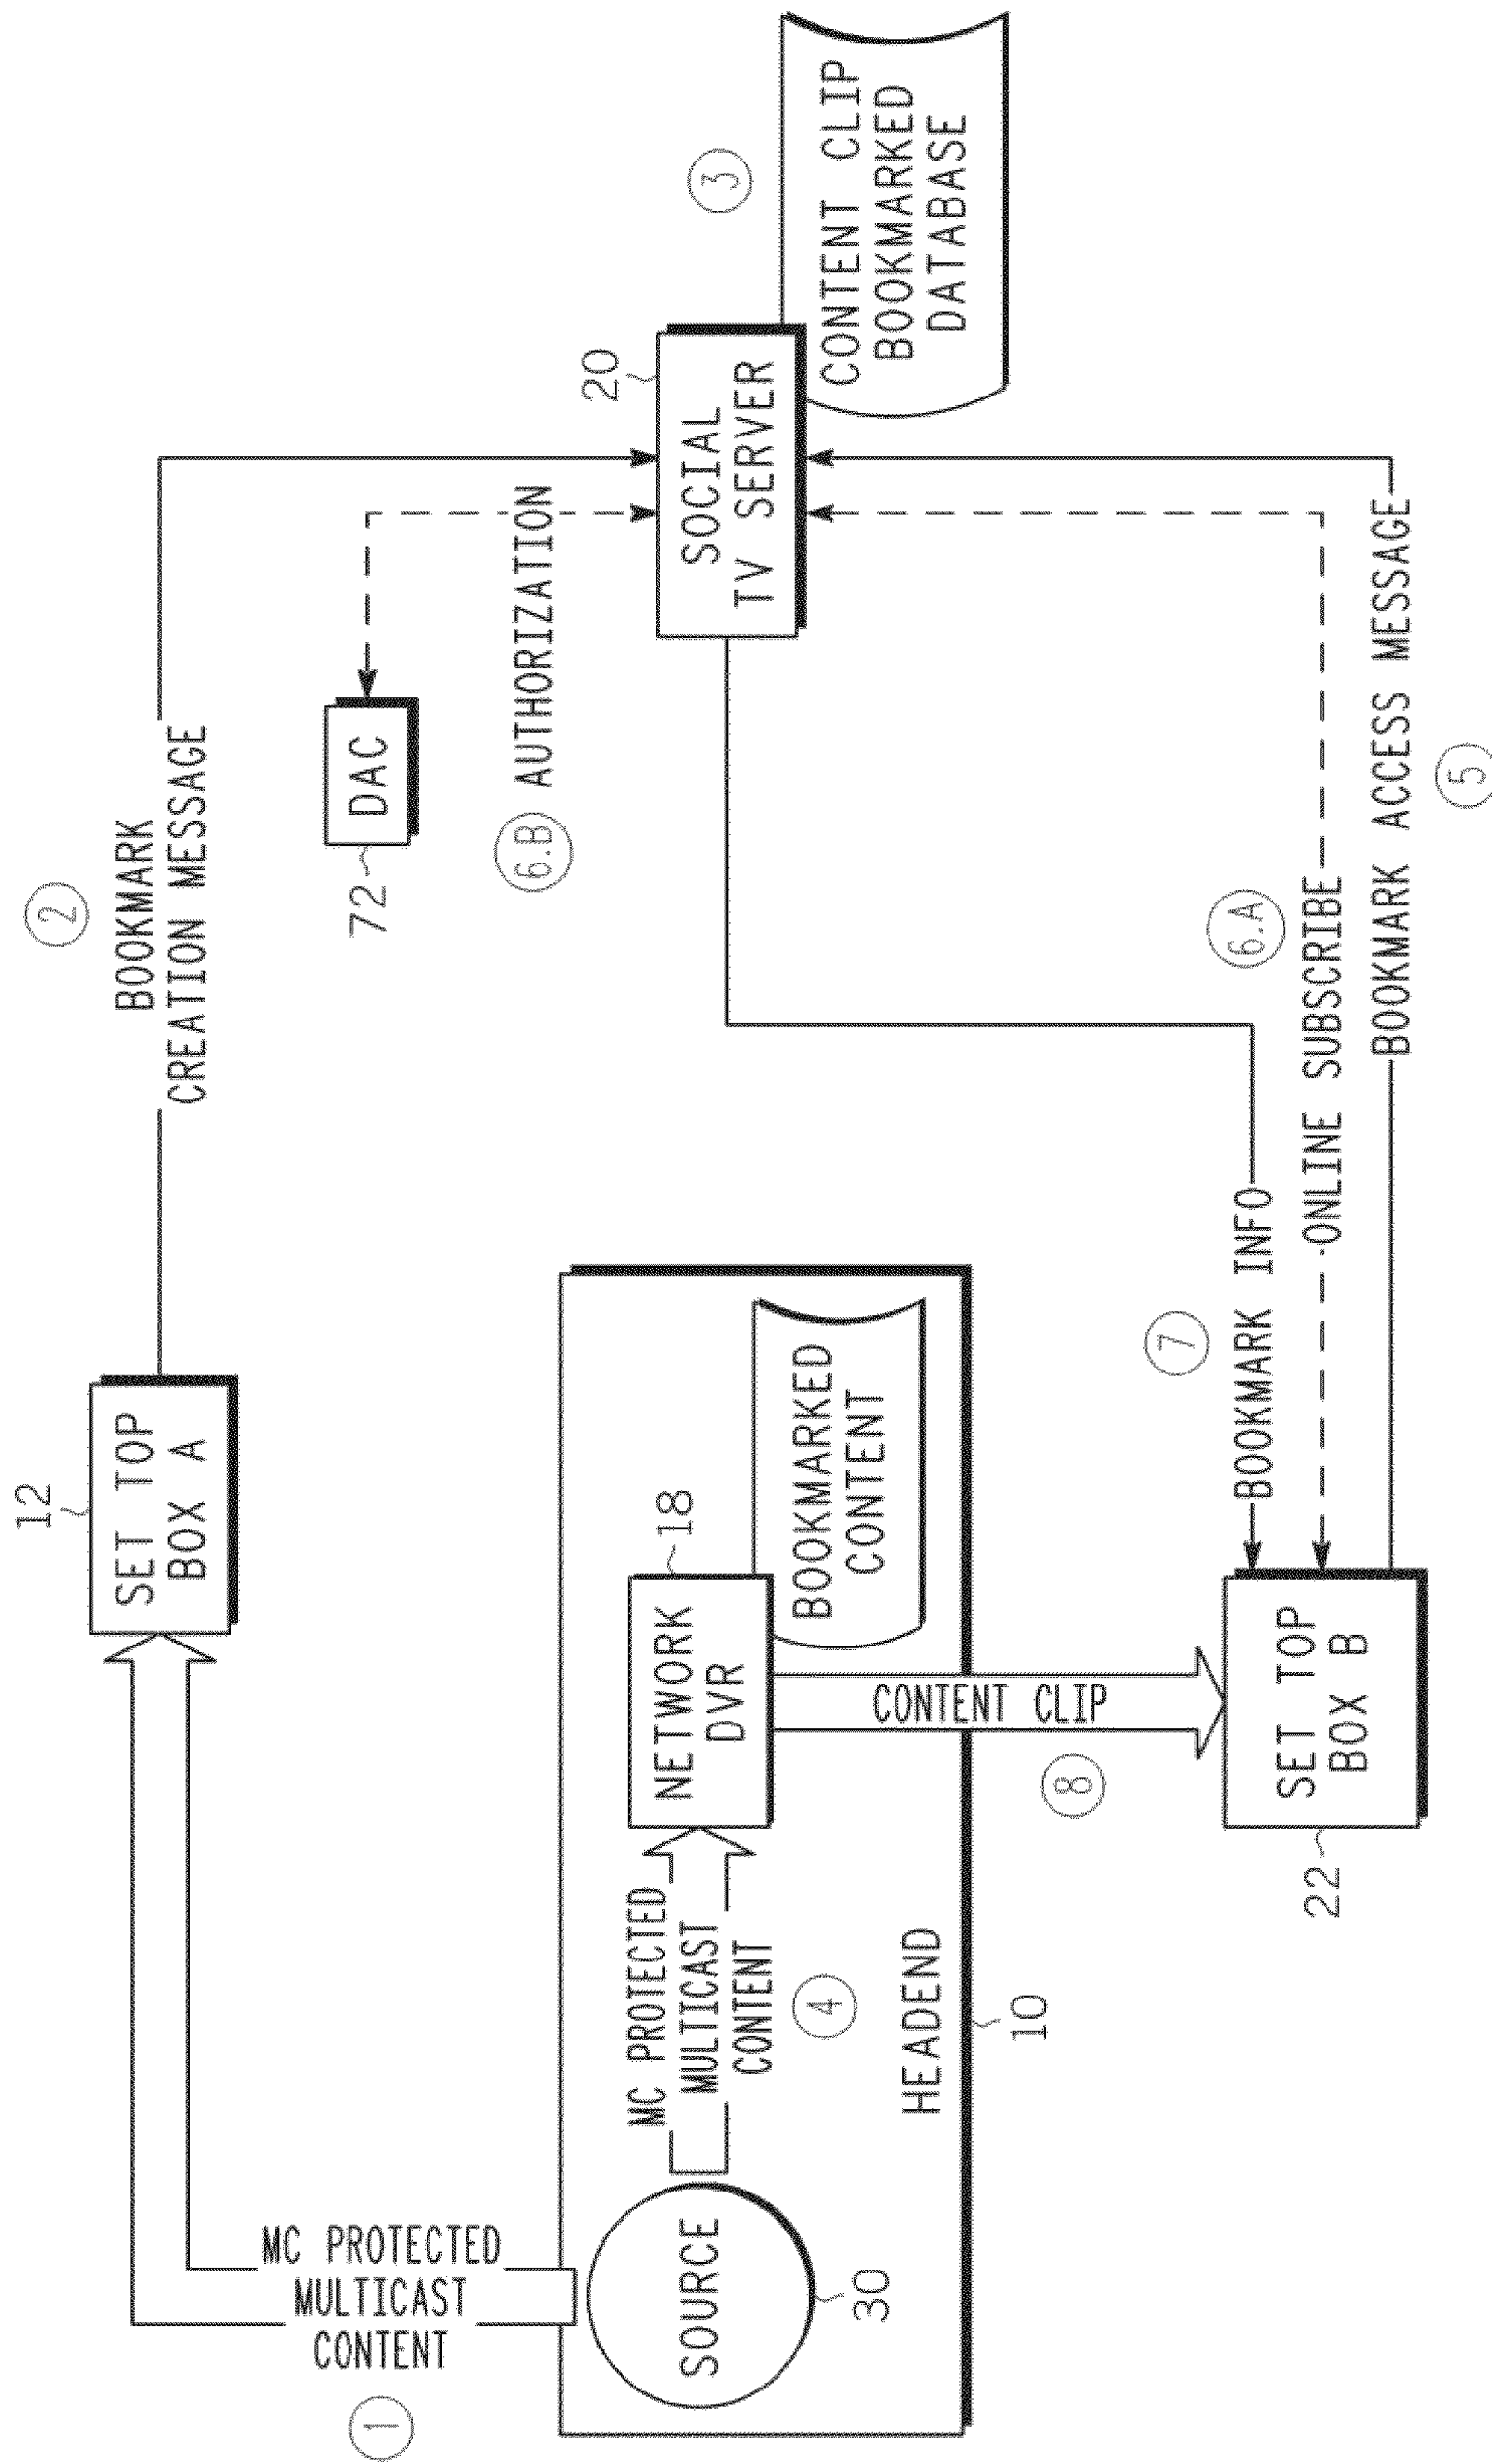 1
MC PROTECTED
MULTICAST
CONTENT
12
SET TOP
BOX A
2
BOOKMARK
CREATION MESSAGE
DAC
72
6.B
AUTHORIZATION
20
SOCIAL
TV SERVER
3
CONTENT CLIP
BOOKMARKED
DATABASE
SOURCE
30
MC PROTECTED
MULTICAST
CONTENT
4
HEADEND
10
NETWORK
DVR
18
BOOKMARKED
CONTENT
CONTENT CLIP
8
SET TOP
BOX B
22
7
BOOKMARK INFO
6.A
ONLINE SUBSCRIBE
BOOKMARK ACCESS MESSAGE
5